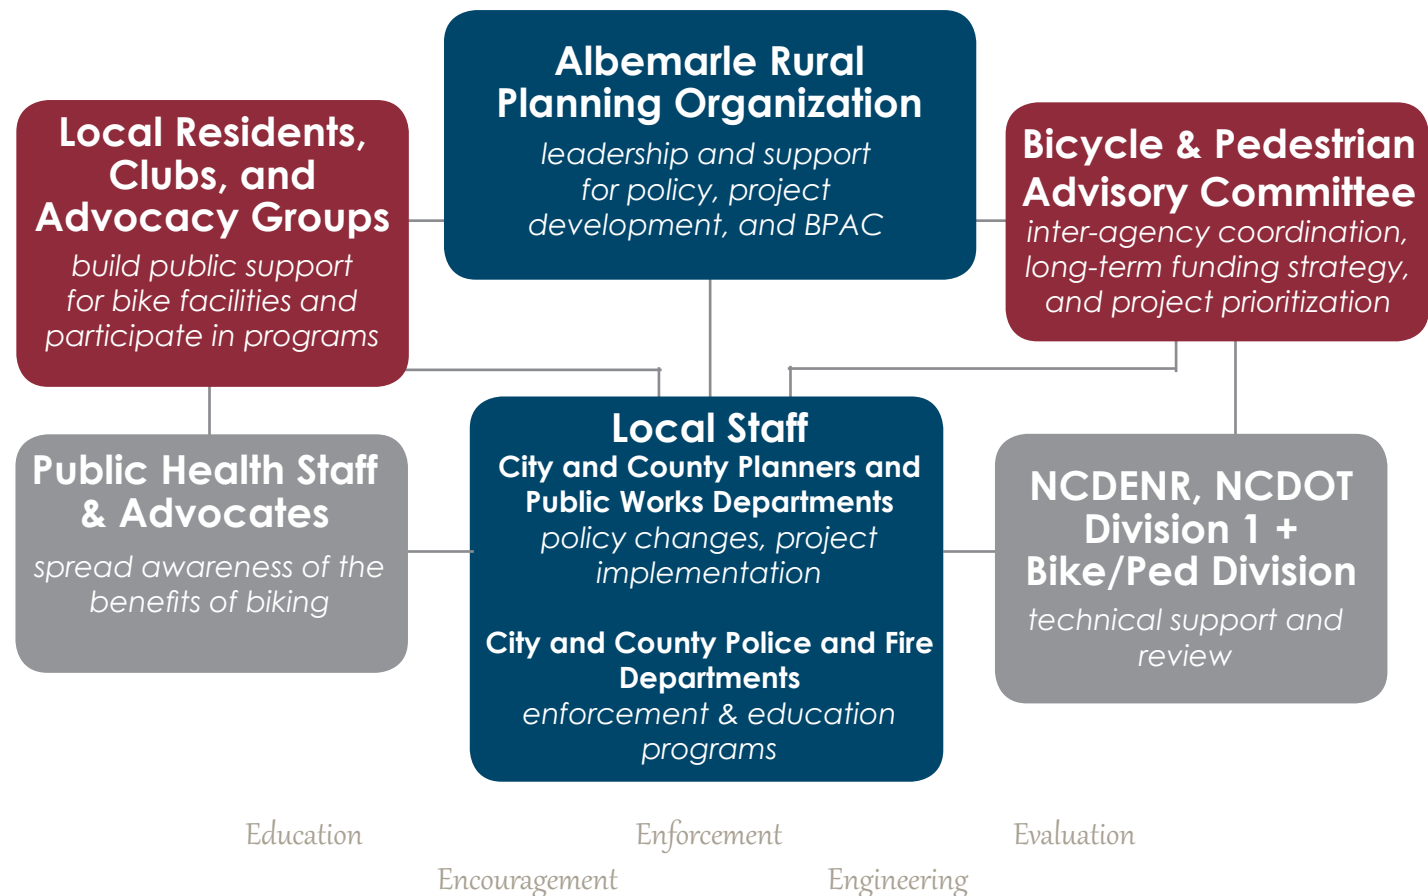 Albemarle Rural
Planning Organization
leadership and support
for policy, project
development, and BPAC
Local Residents,
Clubs, and
Advocacy Groups
build public support
for bike facilities and
participate in programs
Bicycle & Pedestrian
Advisory Committee
inter-agency coordination,
long-term funding strategy,
and project prioritization
Public Health Staff
& Advocates
spread awareness of the
benefits of biking
Local Staff
City and County Planners and
Public Works Departments
policy changes, project
implementation
City and County Police and Fire
Departments
enforcement & education
programs
NCDENR, NCDOT
Division 1 +
Bike/Ped Division
technical support and
review
Education
Enforcement
Evaluation
Encouragement
Engineering